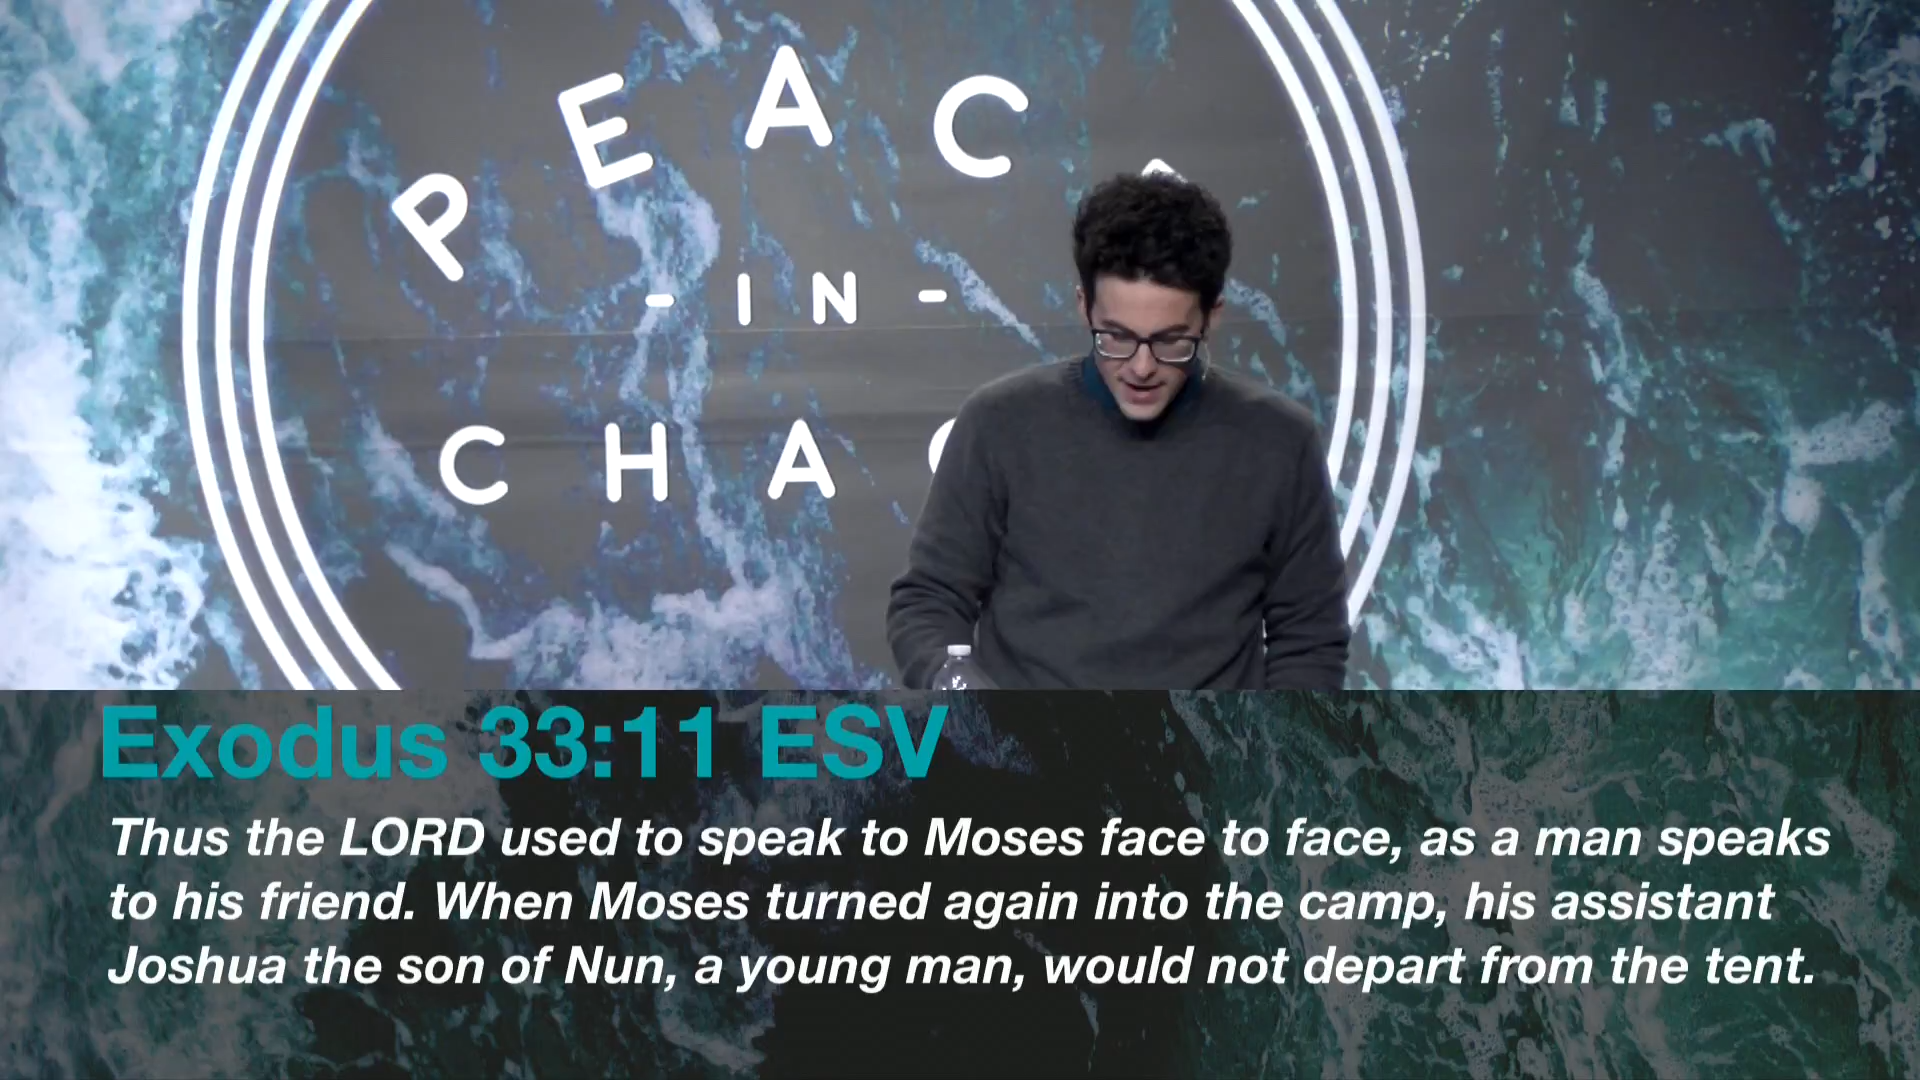 PEAC
- IN -
CHA
Exodus 33:11 ESV
Thus the LORD used to speak to Moses face to face, as a man speaks
to his friend. When Moses turned again into the camp, his assistant
Joshua the son of Nun, a young man, would not depart from the tent.